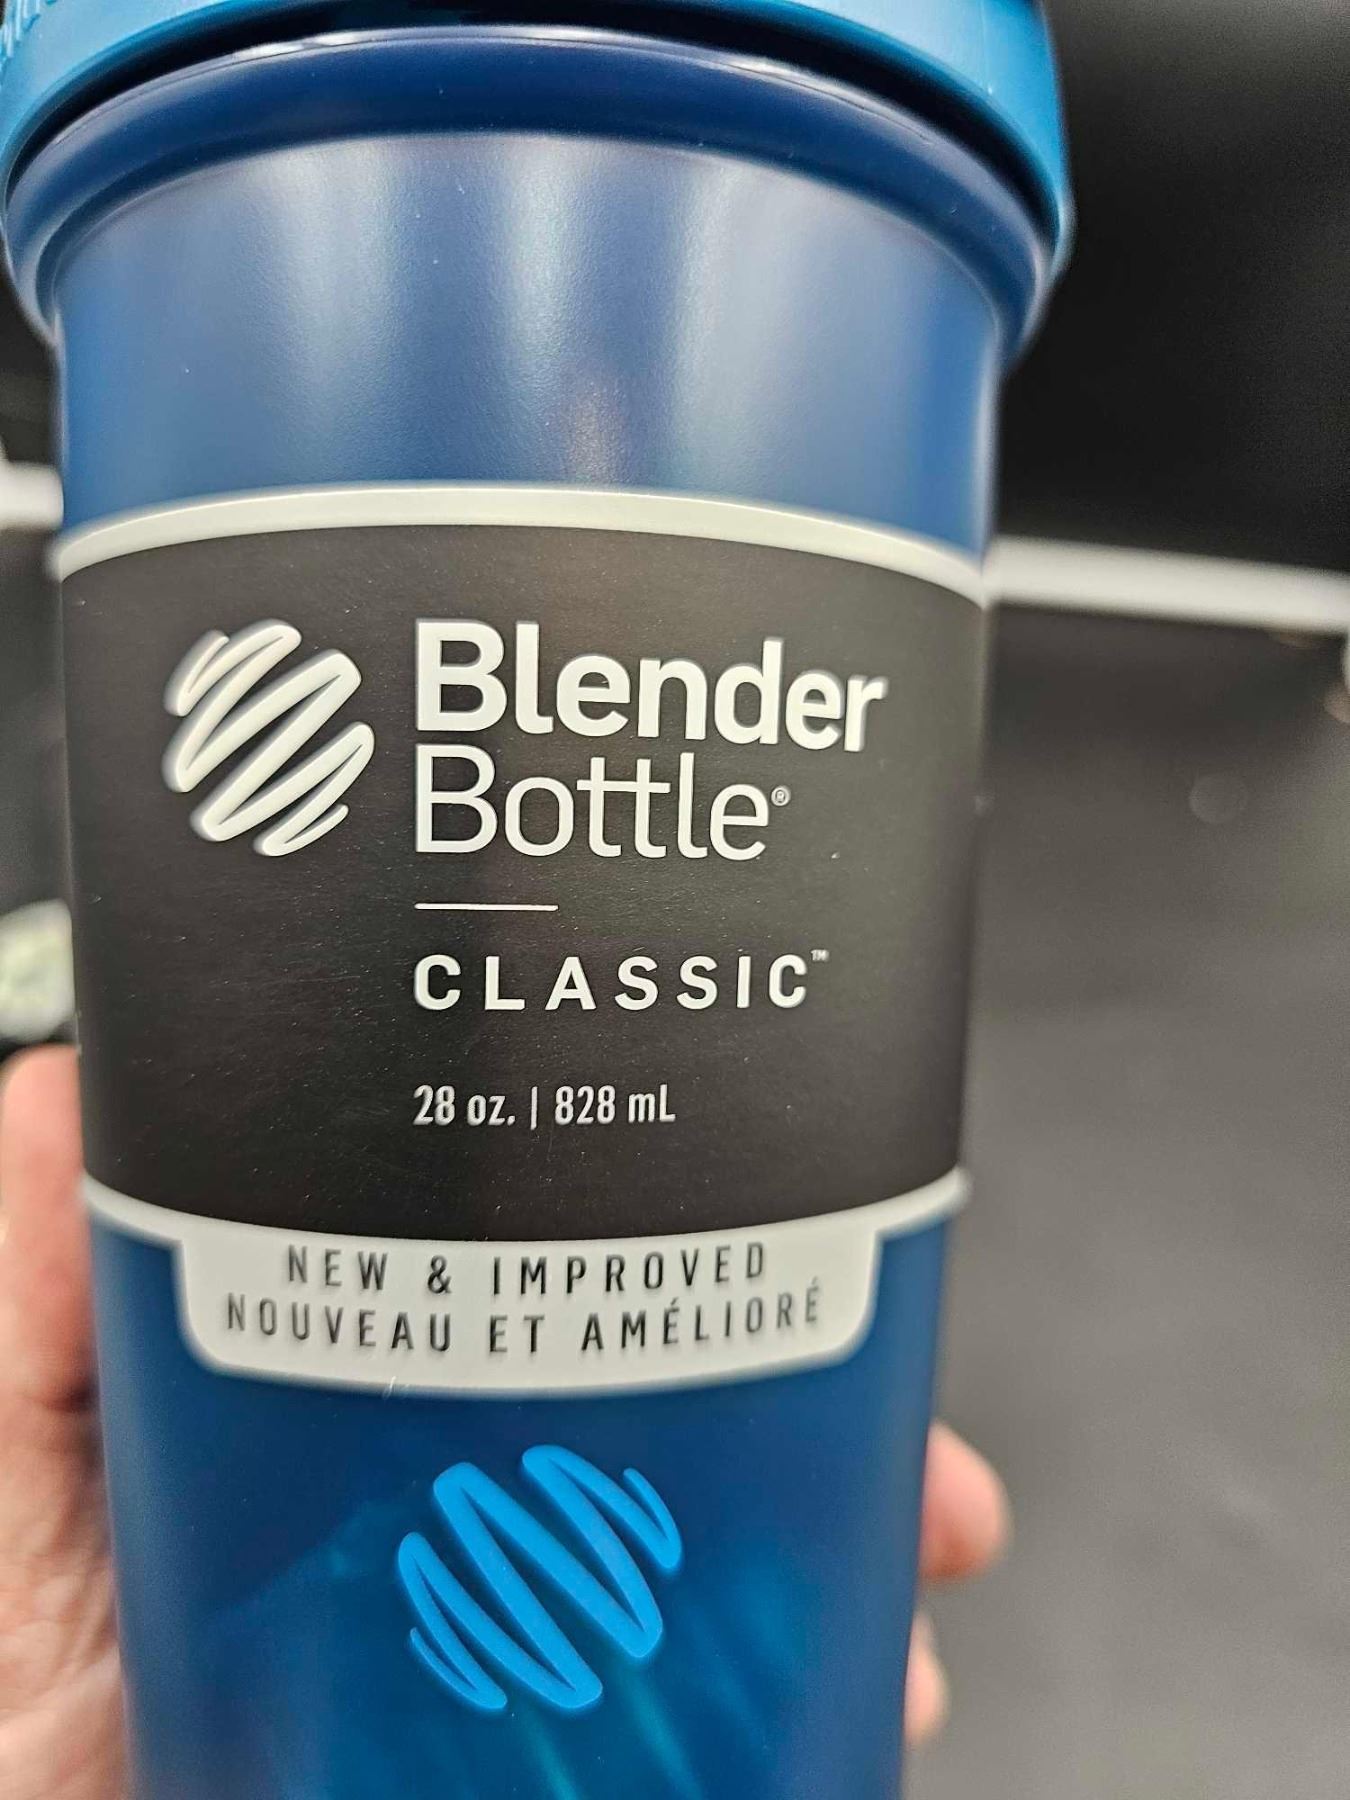 Blender
Bottle®
CLASSIC™
28 oz. | 828 mL
NEW & IMPROVED
NOUVEAU ET AMÉLIORÉ